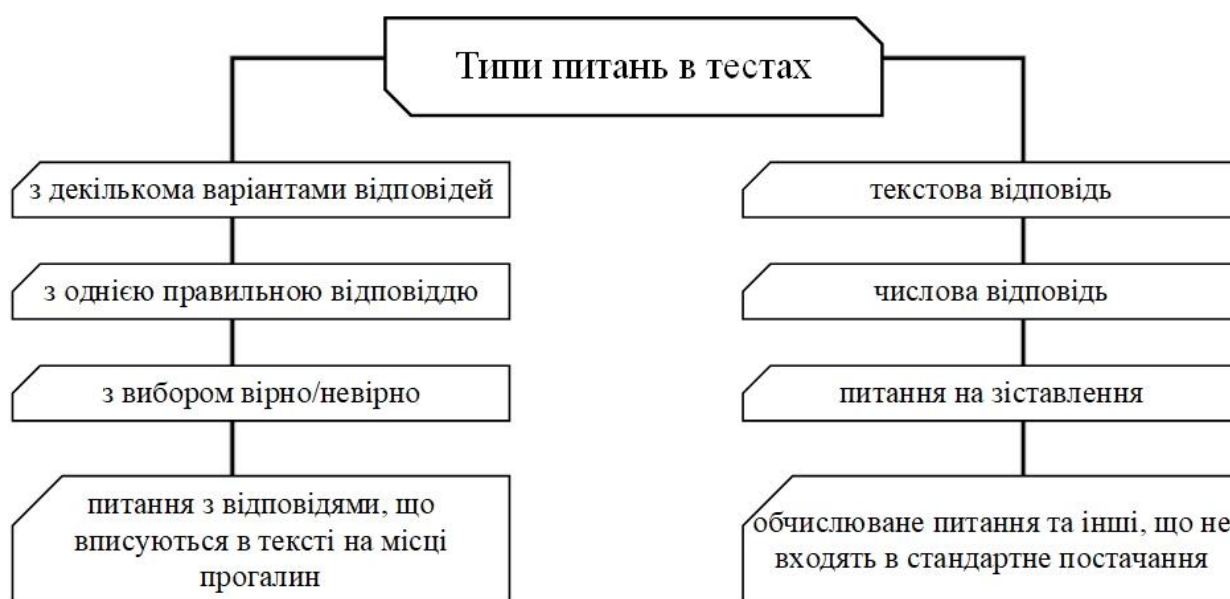 Типи питань в тестах
з декількома варіантами відповідей
з однією правильною відповіддю
з вибором вірно/невірно
питання з відповідями, що
вписуються в тексті на місці
прогалин
текстова відповідь
числова відповідь
питання на зіставлення
обчислюване питання та інші, що не
входять в стандартне постачання